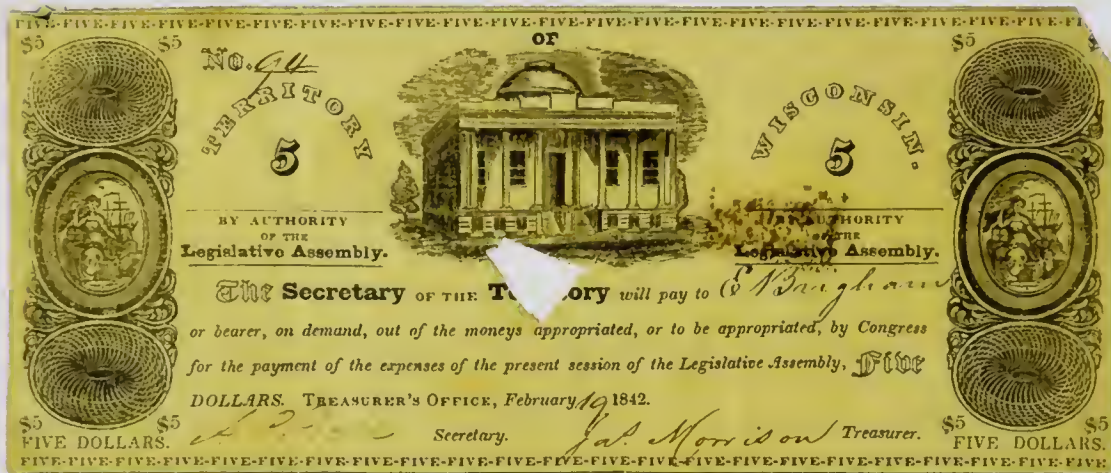 FIVE-FIVE-FIVE-FIVE-FIVE-FIVE-FIVE-FIVE-FIVE-FIVE-FIVE-FIVE-FIVE-FIVE-FIVE-FIVE-FIVE-FIVE-FIVE-FIVE-FIVE
$5 $5 OF $5 $5
No. 94
TERRITORY WISCONSIN.
5 5
BY AUTHORITY BY AUTHORITY
OF THE OF THE
Legislative Assembly. Legislative Assembly.
The Secretary OF THE T ory will pay to E Brigham
or bearer, on demand, out of the moneys appropriated, or to be appropriated, by Congress
for the payment of the expenses of the present session of the Legislative Assembly, Five
DOLLARS. TREASURER'S OFFICE, February 19 1842.
$5 $5 $5 $5
FIVE DOLLARS. Secretary. Jas. Morrison Treasurer. FIVE DOLLARS.
FIVE-FIVE-FIVE-FIVE-FIVE-FIVE-FIVE-FIVE-FIVE-FIVE-FIVE-FIVE-FIVE-FIVE-FIVE-FIVE-FIVE-FIVE-FIVE-FIVE-FIVE